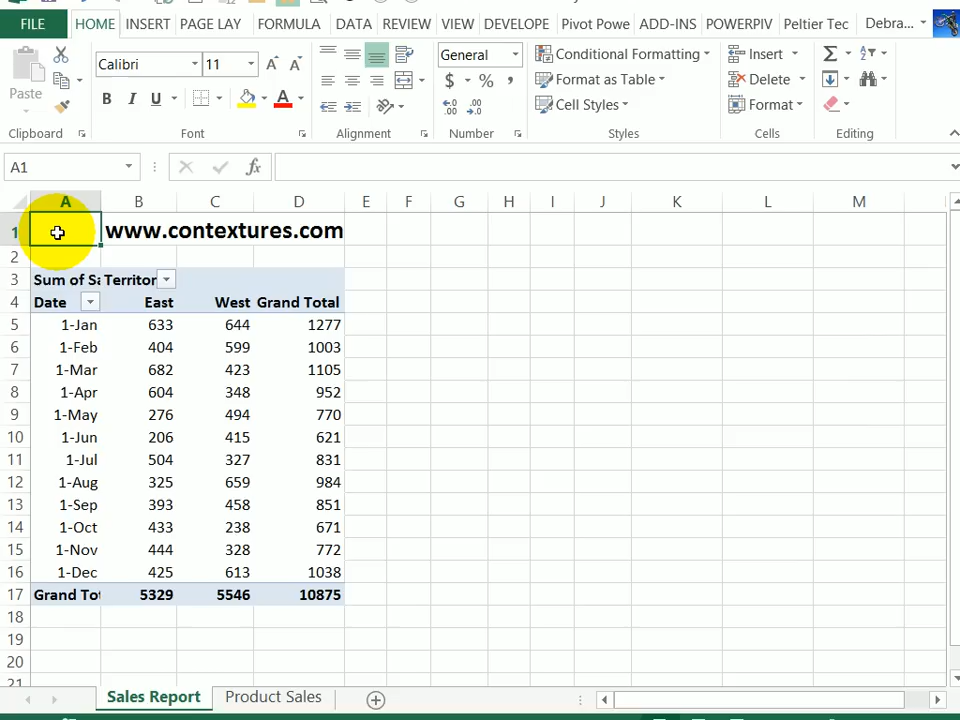 FILE HOME INSERT PAGE LAY FORMULA DATA REVIEW VIEW DEVELOPE Pivot Powe ADD-INS POWERPIV Peltier Tec Debra...
Calibri 11 A A General Conditional Formatting Insert Σ
Paste B I U A $ % , Format as Table Delete
Cell Styles Format
Clipboard Font Alignment Number Styles Cells Editing
A1 fx
A B C D E F G H I J K L M
1 www.contextures.com
2
3 Sum of Sa Territor
4 Date East West Grand Total
5 1-Jan 633 644 1277
6 1-Feb 404 599 1003
7 1-Mar 682 423 1105
8 1-Apr 604 348 952
9 1-May 276 494 770
10 1-Jun 206 415 621
11 1-Jul 504 327 831
12 1-Aug 325 659 984
13 1-Sep 393 458 851
14 1-Oct 433 238 671
15 1-Nov 444 328 772
16 1-Dec 425 613 1038
17 Grand Tot 5329 5546 10875
18
19
20
21
Sales Report Product Sales